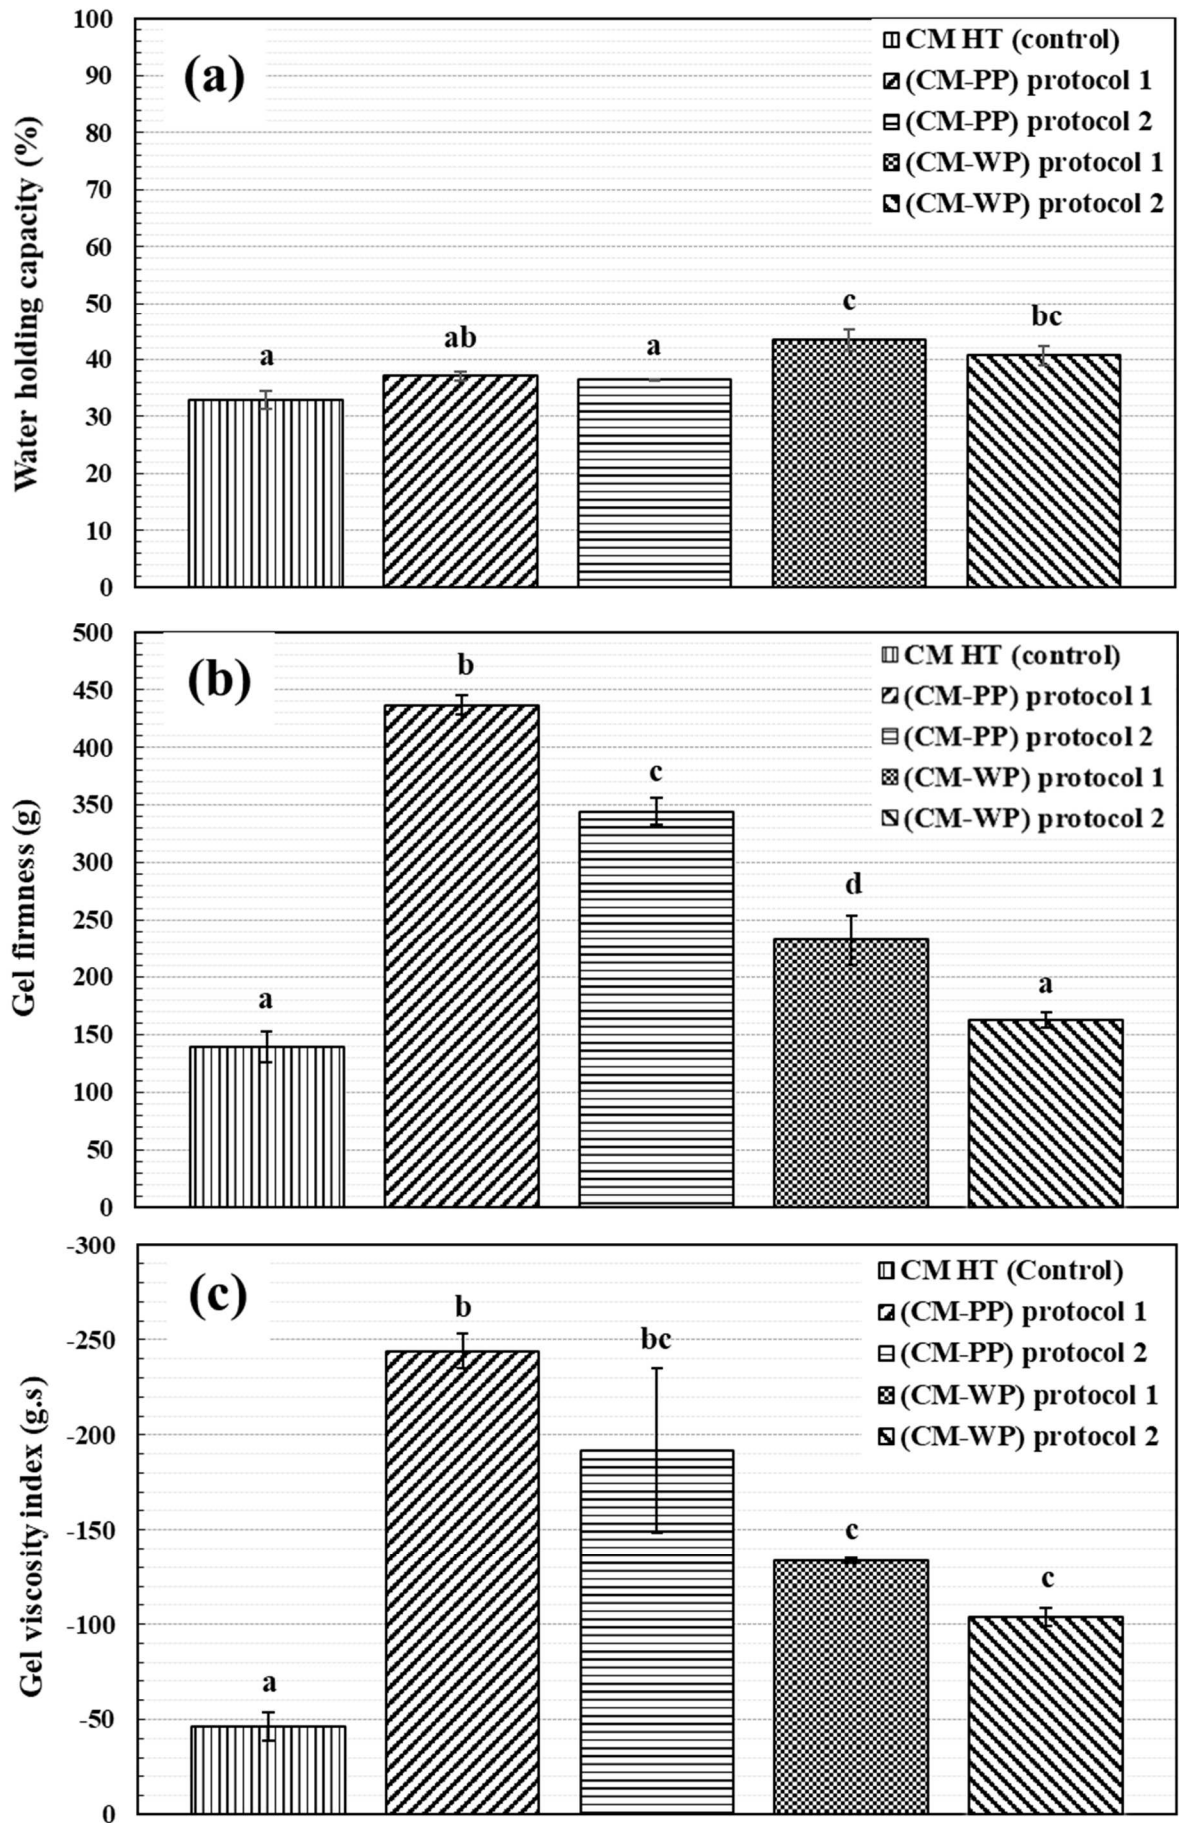 Water holding capacity (%)
100
90
80
70
60
50
40
30
20
10
0
(a)
CM HT (control)
(CM-PP) protocol 1
(CM-PP) protocol 2
(CM-WP) protocol 1
(CM-WP) protocol 2
a
ab
a
c
bc
Gel firmness (g)
500
450
400
350
300
250
200
150
100
50
0
(b)
CM HT (control)
(CM-PP) protocol 1
(CM-PP) protocol 2
(CM-WP) protocol 1
(CM-WP) protocol 2
a
b
c
d
a
Gel viscosity index (g.s)
-300
-250
-200
-150
-100
-50
0
(c)
CM HT (Control)
(CM-PP) protocol 1
(CM-PP) protocol 2
(CM-WP) protocol 1
(CM-WP) protocol 2
a
b
bc
c
c